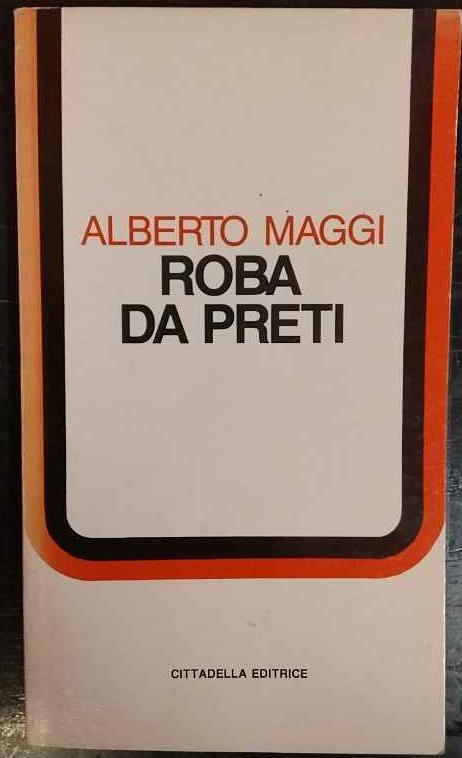 ALBERTO MAGGI
ROBA
DA PRETI
CITTADELLA EDITRICE